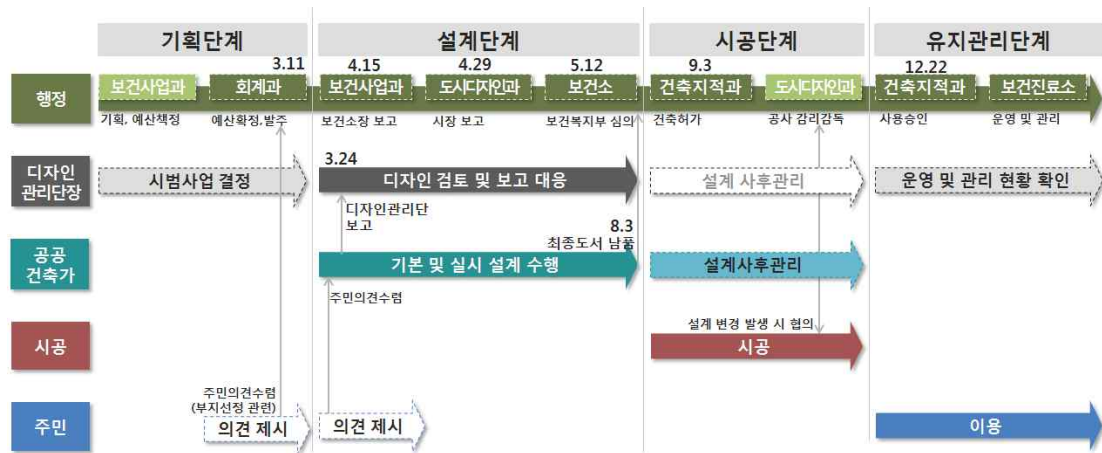 기획단계
설계단계
시공단계
유지관리단계
3.11
4.15
4.29
5.12
9.3
12.22
행정
보건사업과
회계과
보건사업과
도시디자인과
보건소
건축지적과
도시디자인과
건축지적과
보건진료소
기획, 예산책정
예산확정,발주
보건소장 보고
시장 보고
보건복지부 심의
건축허가
공사 감리감독
사용승인
운영 및 관리
디자인
관리단장
시범사업 결정
3.24
디자인 검토 및 보고 대응
설계 사후관리
운영 및 관리 현황 확인
디자인관리단
보고
8.3
최종도서 납품
공공
건축가
기본 및 실시 설계 수행
설계사후관리
주민의견수렴
설계 변경 발생 시 협의
시공
시공
주민의견수렴
(부지선정 관련)
주민
의견 제시
의견 제시
이용